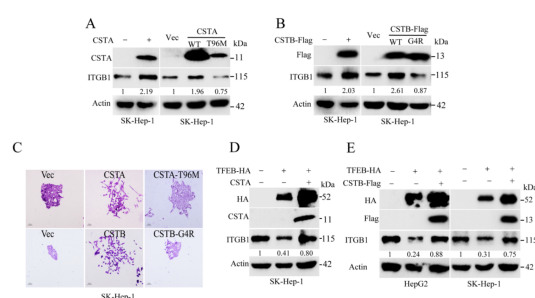 A
CSTA
CSTA - + Vec WT T96M kDa
CSTA -11
ITGB1 -115
1 2.19 1 1.96 0.75
Actin - 42
SK-Hep-1 SK-Hep-1
B
CSTB-Flag
CSTB-Flag - + Vec WT G4R kDa
Flag -13
ITGB1 -115
1 2.03 1 2.61 0.87
Actin - 42
SK-Hep-1 SK-Hep-1
C
Vec CSTA CSTA-T96M
Vec CSTB CSTB-G4R
SK-Hep-1
D
TFEB-HA - + +
CSTA - - + kDa
HA -52
CSTA - 11
ITGB1 -115
1 0.41 0.80
Actin - 42
SK-Hep-1
E
TFEB-HA - + + - + +
CSTB-Flag - - + - - + kDa
HA - 52
Flag - 13
ITGB1 -115
1 0.24 0.88 1 0.31 0.75
Actin - 42
HepG2 SK-Hep-1